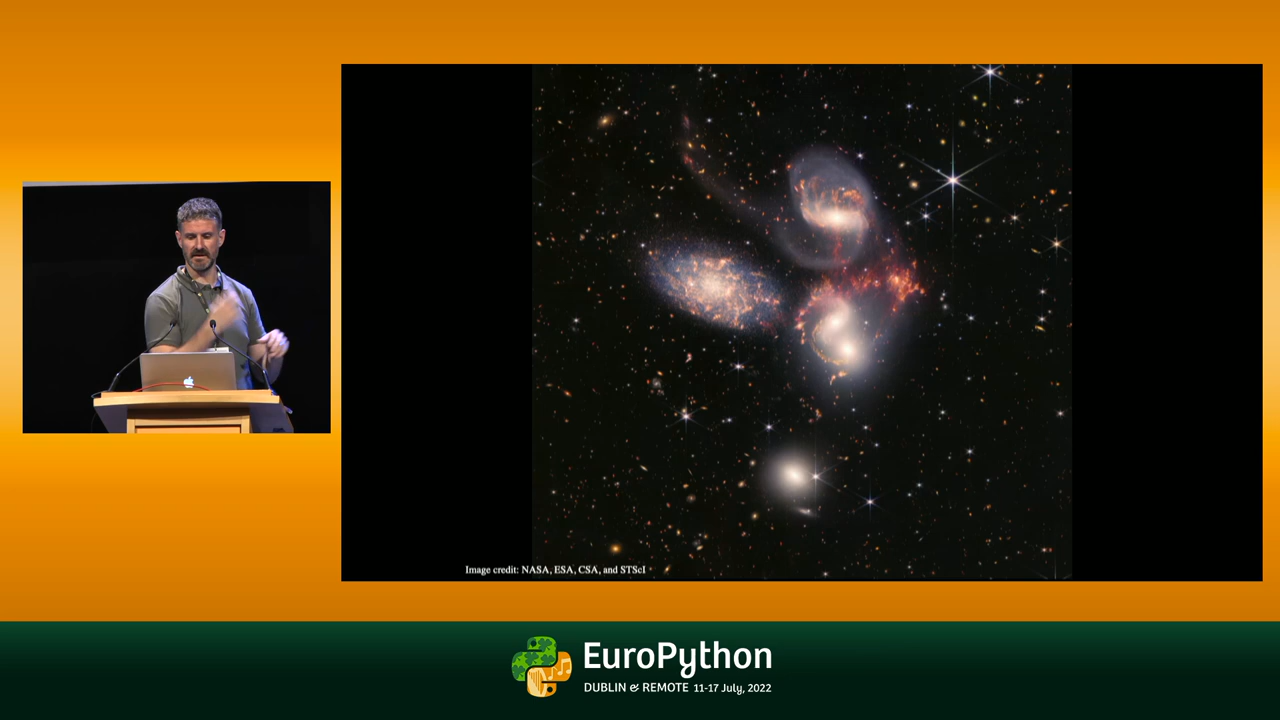 Image credit: NASA, ESA, CSA, and STScI
EuroPython
DUBLIN & REMOTE 11-17 July, 2022